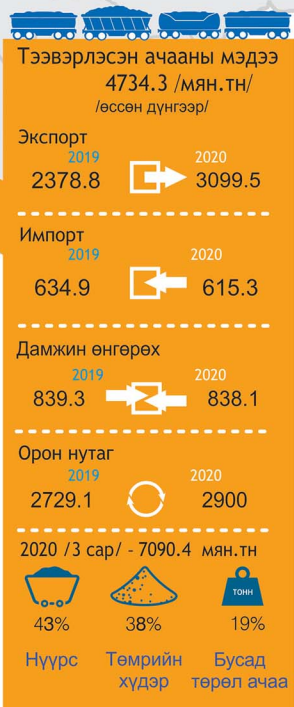 Тээвэрлэсэн ачааны мэдээ
4734.3 /мян.тн/
/өссөн дүнгээр/
Экспорт
2019 2020
2378.8 3099.5
Импорт
2019 2020
634.9 615.3
Дамжин өнгөрөх
2019 2020
839.3 838.1
Орон нутаг
2019 2020
2729.1 2900
2020 /3 сар/ - 7090.4 мян.тн
тонн
43% 38% 19%
Нүүрс Төмрийн Бусад
хүдэр төрөл ачаа